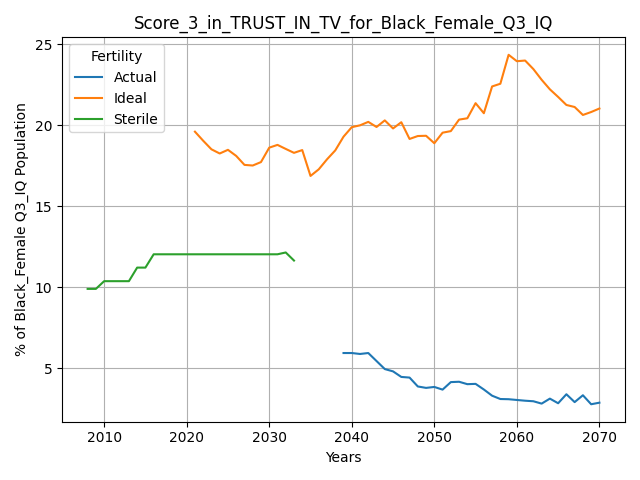 Score_3_in_TRUST_IN_TV_for_Black_Female_Q3_IQ
Fertility
Actual
Ideal
Sterile
% of Black_Female Q3_IQ Population
25
20
15
10
5
2010 2020 2030 2040 2050 2060 2070
Years